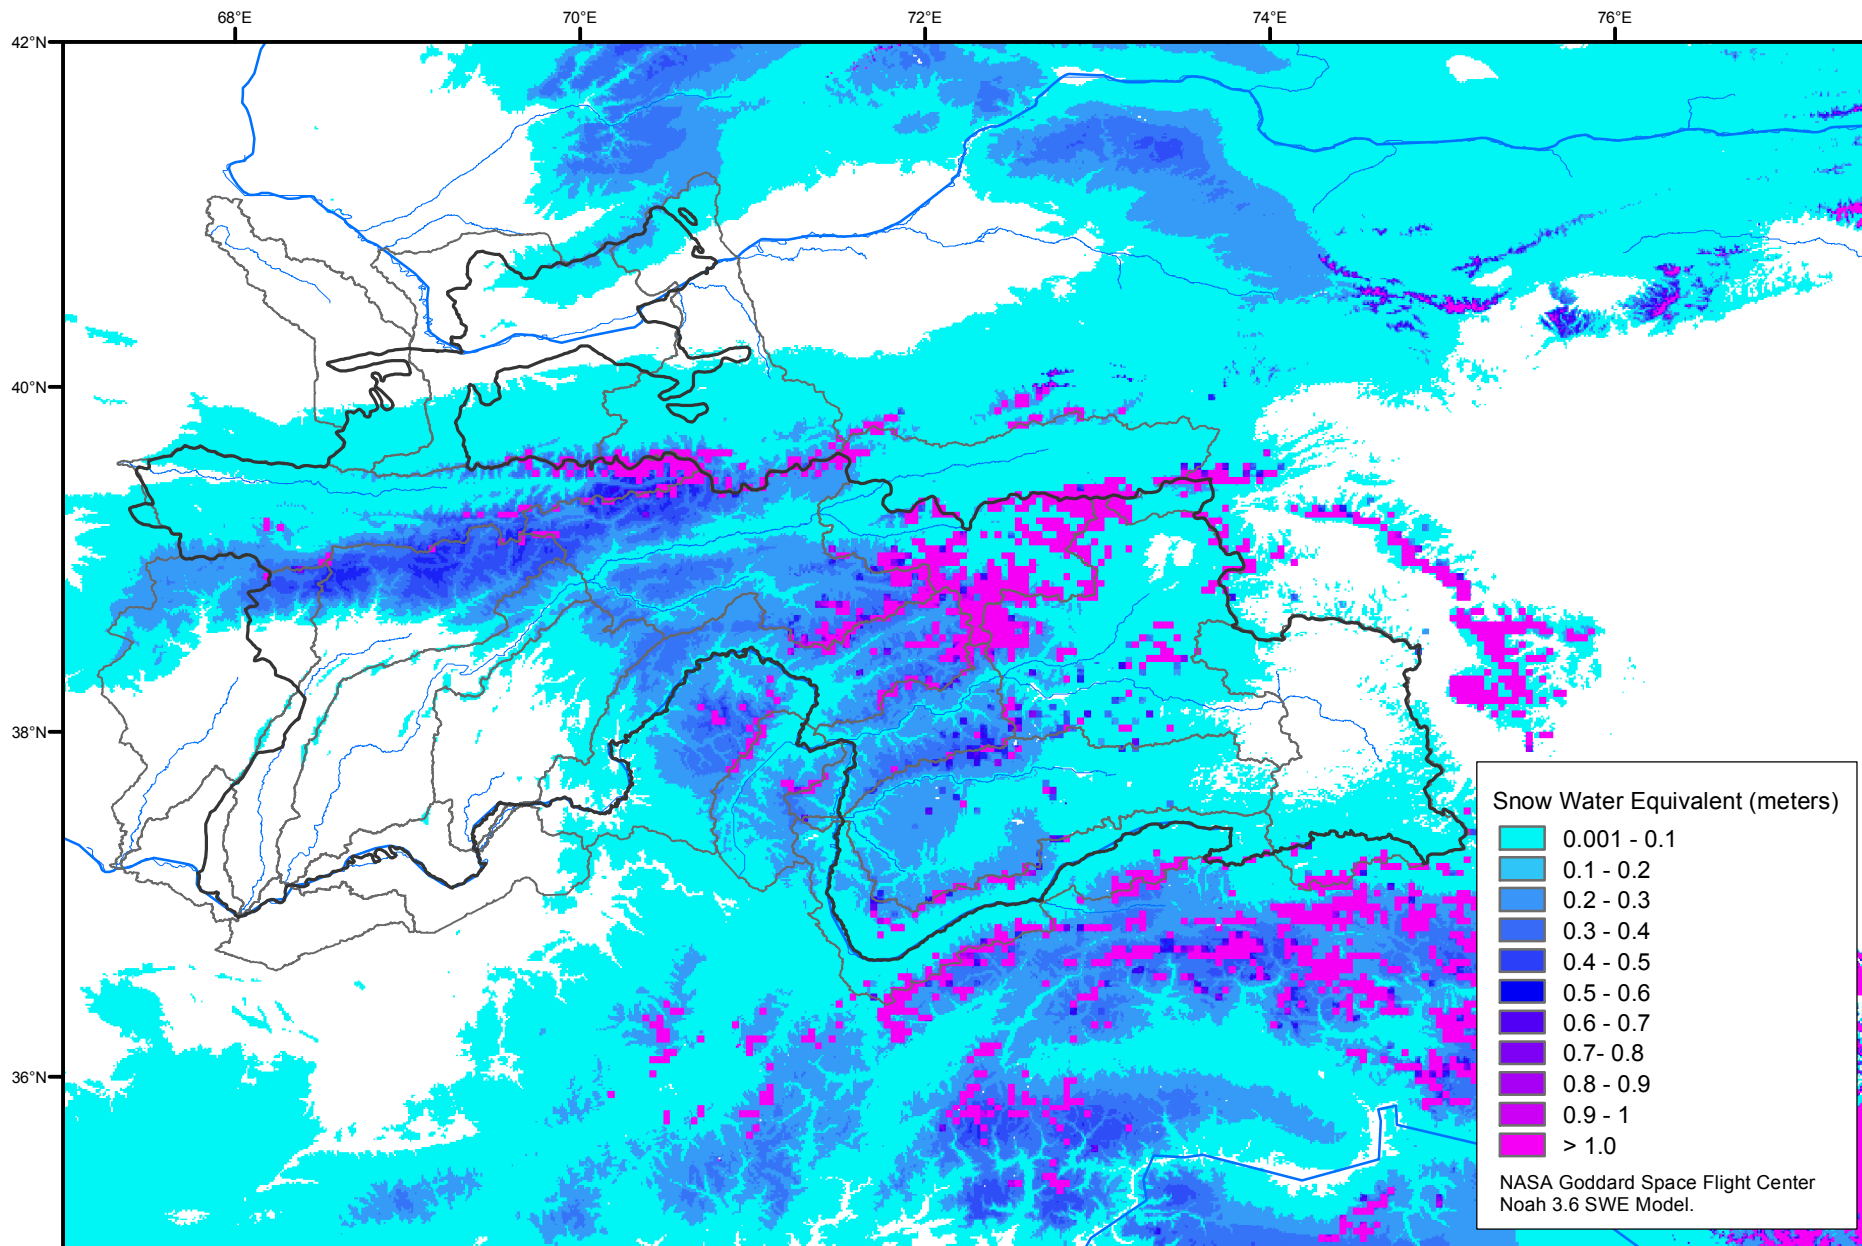 68°E
70°E
72°E
74°E
76°E
42°N
40°N
38°N
36°N
Snow Water Equivalent (meters)
0.001 - 0.1
0.1 - 0.2
0.2 - 0.3
0.3 - 0.4
0.4 - 0.5
0.5 - 0.6
0.6 - 0.7
0.7- 0.8
0.8 - 0.9
0.9 - 1
> 1.0
NASA Goddard Space Flight Center
Noah 3.6 SWE Model.